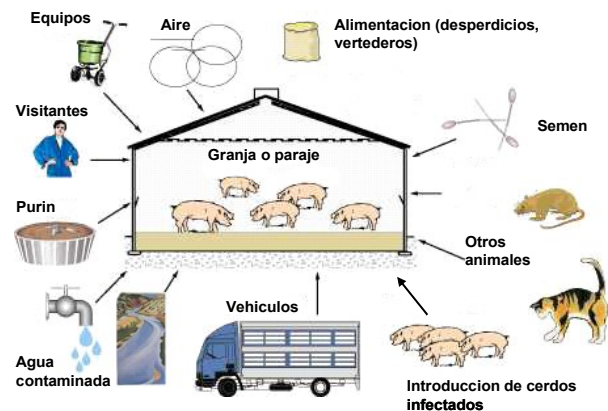 Equipos
Aire
Alimentacion (desperdicios,
vertederos)
Visitantes
Semen
Granja o paraje
Purin
Otros
animales
Vehiculos
Agua
contaminada
Introduccion de cerdos
infectados